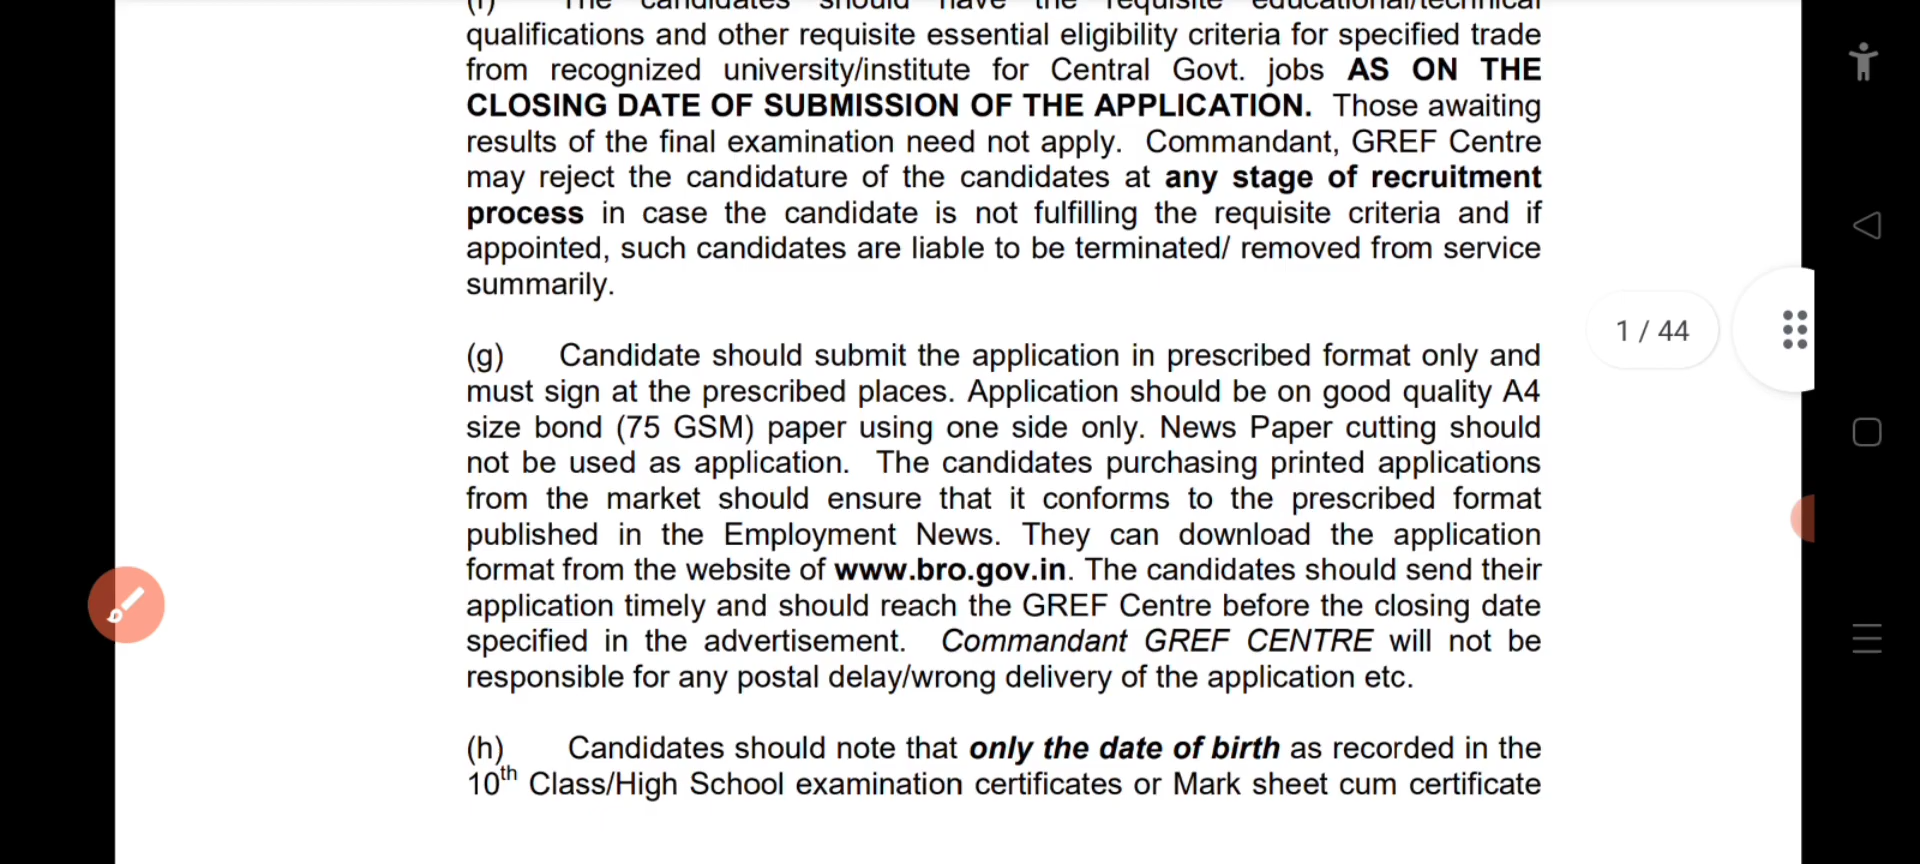 (f) The candidates should have the requisite educational/technical
qualifications and other requisite essential eligibility criteria for specified trade
from recognized university/institute for Central Govt. jobs AS ON THE
CLOSING DATE OF SUBMISSION OF THE APPLICATION. Those awaiting
results of the final examination need not apply. Commandant, GREF Centre
may reject the candidature of the candidates at any stage of recruitment
process in case the candidate is not fulfilling the requisite criteria and if
appointed, such candidates are liable to be terminated/ removed from service
summarily.
1 / 44
(g) Candidate should submit the application in prescribed format only and
must sign at the prescribed places. Application should be on good quality A4
size bond (75 GSM) paper using one side only. News Paper cutting should
not be used as application. The candidates purchasing printed applications
from the market should ensure that it conforms to the prescribed format
published in the Employment News. They can download the application
format from the website of www.bro.gov.in. The candidates should send their
application timely and should reach the GREF Centre before the closing date
specified in the advertisement. Commandant GREF CENTRE will not be
responsible for any postal delay/wrong delivery of the application etc.
(h) Candidates should note that only the date of birth as recorded in the
10th Class/High School examination certificates or Mark sheet cum certificate